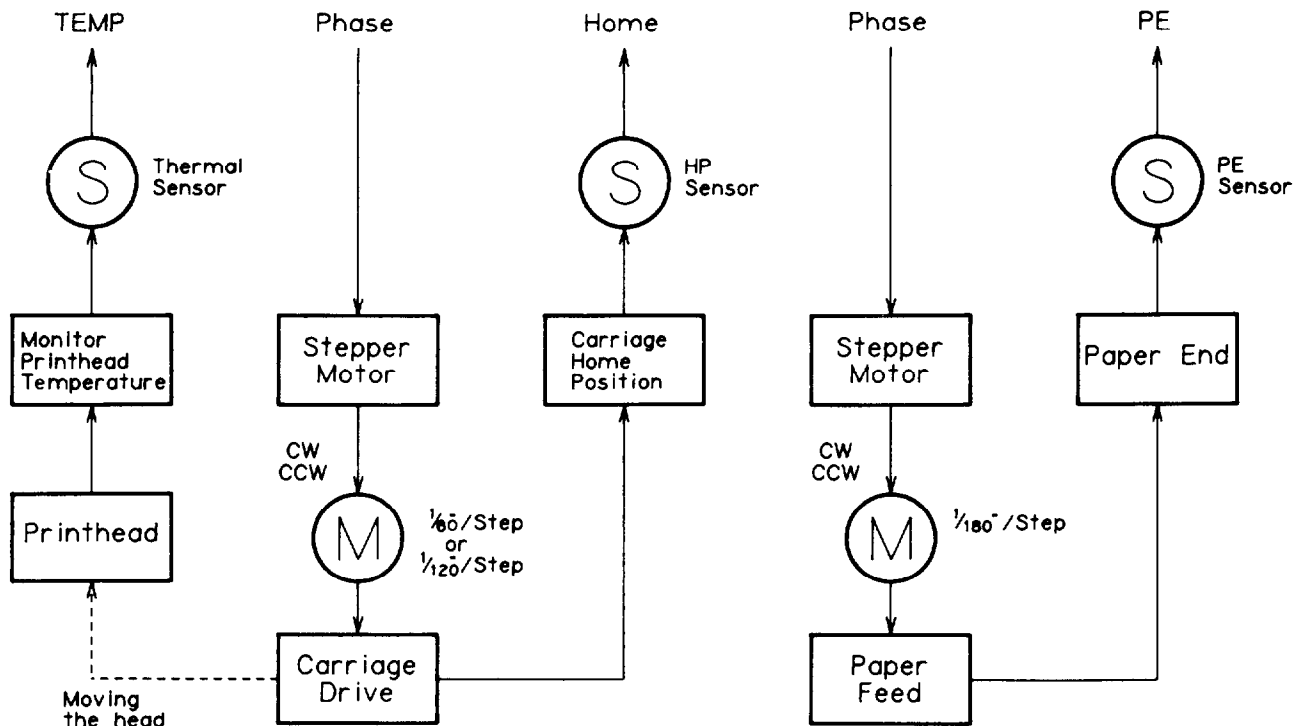 TEMP
Phase
Home
Phase
PE
S
Thermal
Sensor
S
HP
Sensor
S
PE
Sensor
Monitor
Printhead
Temperature
Stepper
Motor
Carriage
Home
Position
Stepper
Motor
Paper End
CW
CCW
CW
CCW
Printhead
M
1/60"/Step
or
1/120"/Step
M
1/180"/Step
Carriage
Drive
Paper
Feed
Moving
the head